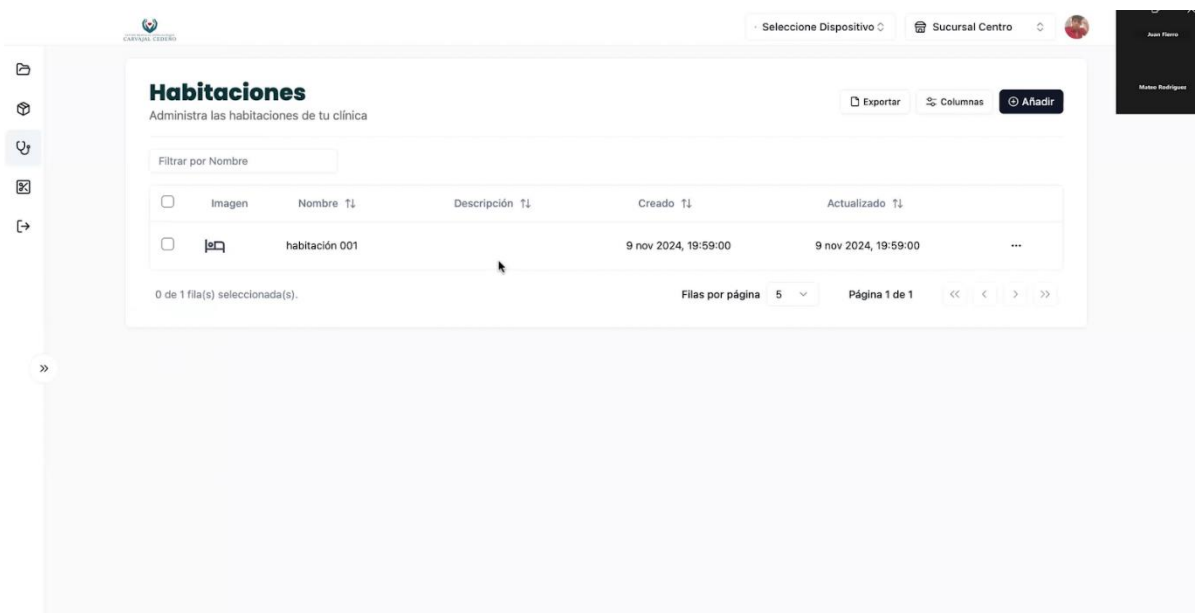 CARVAJAL CEDEÑO
Seleccione Dispositivo
Sucursal Centro
Juan Fierro
Mateo Rodriguez
Habitaciones
Administra las habitaciones de tu clínica
Exportar
Columnas
Añadir
Filtrar por Nombre
Imagen Nombre Descripción Creado Actualizado
habitación 001 9 nov 2024, 19:59:00 9 nov 2024, 19:59:00
0 de 1 fila(s) seleccionada(s).
Filas por página 5
Página 1 de 1